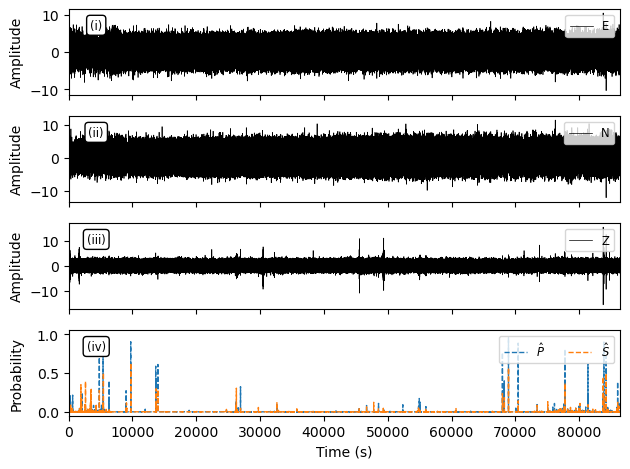 10
0
−10
Amplitude
(i)
E
10
0
−10
Amplitude
(ii)
N
10
0
−10
Amplitude
(iii)
Z
1.0
0.5
0.0
Probability
(iv)
P̂ Ŝ
0 10000 20000 30000 40000 50000 60000 70000 80000
Time (s)